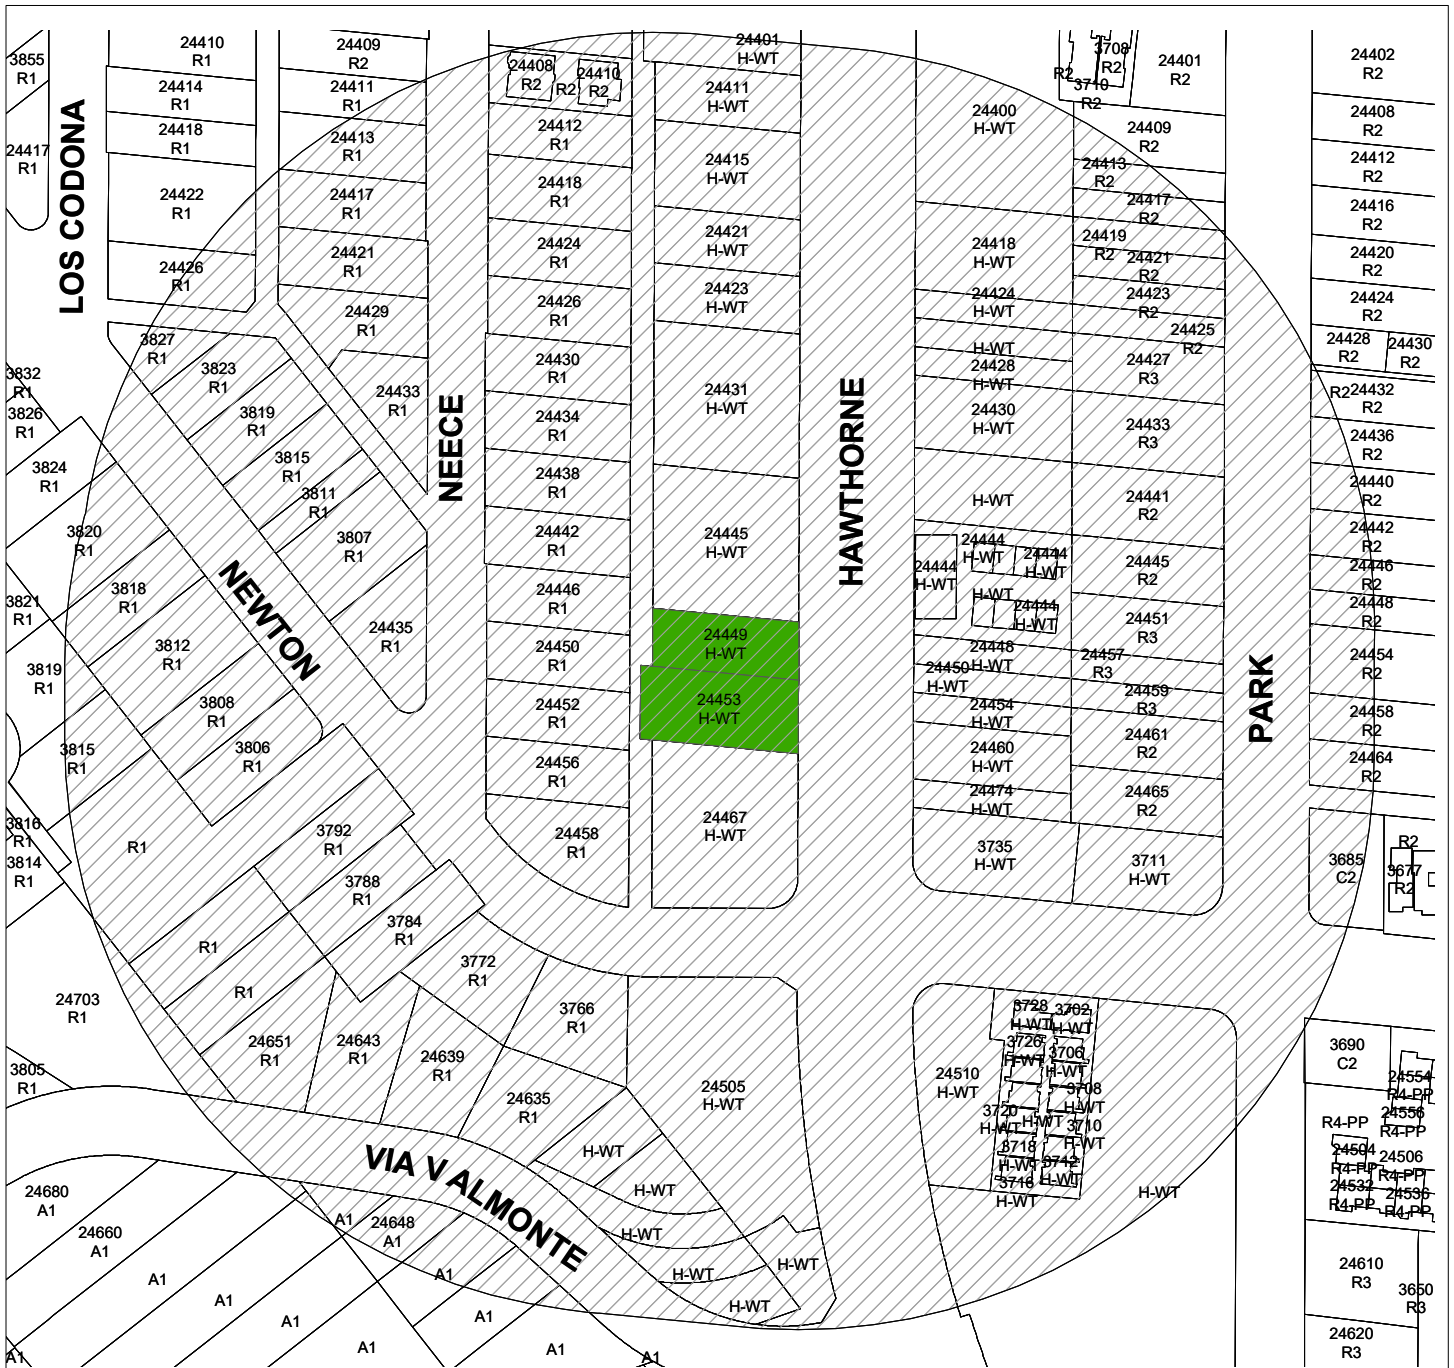 3855
R1
24417
R1
LOS CODONA
24410
R1
24414
R1
24418
R1
24422
R1
24426
R1
24409
R2
24411
R1
24413
R1
24417
R1
24421
R1
24429
R1
24433
R1
24435
R1
NEECE
3832
R1
3826
R1
3824
R1
3820
R1
3818
R1
3812
R1
3808
R1
3806
R1
3821
R1
3819
R1
3815
R1
3816
R1
3814
R1
3827
R1
3823
R1
3819
R1
3815
R1
3811
R1
3807
R1
NEWTON
R1
3792
R1
3788
R1
3784
R1
R1
R1
3772
R1
3766
R1
24703
R1
3805
R1
24651
R1
24643
R1
24639
R1
24635
R1
24408
R2
R2
24410
R2
24412
R1
24418
R1
24424
R1
24426
R1
24430
R1
24434
R1
24438
R1
24442
R1
24446
R1
24450
R1
24452
R1
24456
R1
24458
R1
24401
H-WT
24411
H-WT
24415
H-WT
24421
H-WT
24423
H-WT
24431
H-WT
24445
H-WT
24449
H-WT
24453
H-WT
24467
H-WT
24505
H-WT
H-WT
H-WT
H-WT
H-WT
H-WT
H-WT
HAWTHORNE
24400
H-WT
24418
H-WT
24424
H-WT
H-WT
24428
H-WT
24430
H-WT
H-WT
24444
H-WT
24444
H-WT
24444
H-WT
H-WT
24444
H-WT
24448
H-WT
24450
H-WT
24454
H-WT
24460
H-WT
24474
H-WT
3735
H-WT
3711
H-WT
R2
3708
R2
3710
R2
24401
R2
24409
R2
24413
R2
24417
R2
24419
R2
24421
R2
24423
R2
24425
R2
24427
R3
24433
R3
24441
R2
24445
R2
24451
R3
24457
R3
24459
R3
24461
R2
24465
R2
PARK
24402
R2
24408
R2
24412
R2
24416
R2
24420
R2
24424
R2
24428
R2
24430
R2
R2
24432
R2
24436
R2
24440
R2
24442
R2
24446
R2
24448
R2
24454
R2
24458
R2
24464
R2
3685
C2
R2
3677
R2
24510
H-WT
3728
H-WT
3702
H-WT
3726
H-WT
3706
H-WT
3708
H-WT
3720
H-WT
H-WT
3710
H-WT
3718
H-WT
3712
H-WT
3716
H-WT
H-WT
3690
C2
24554
R4-PP
24556
R4-PP
R4-PP
24504
R4-PP
24506
R4-PP
24532
R4-PP
24536
R4-PP
24610
R3
3650
R3
24620
R3
VIA V ALMONTE
24680
A1
24660
A1
A1
24648
A1
A1
A1
A1
A1
A1
A1
A1
A1
A1